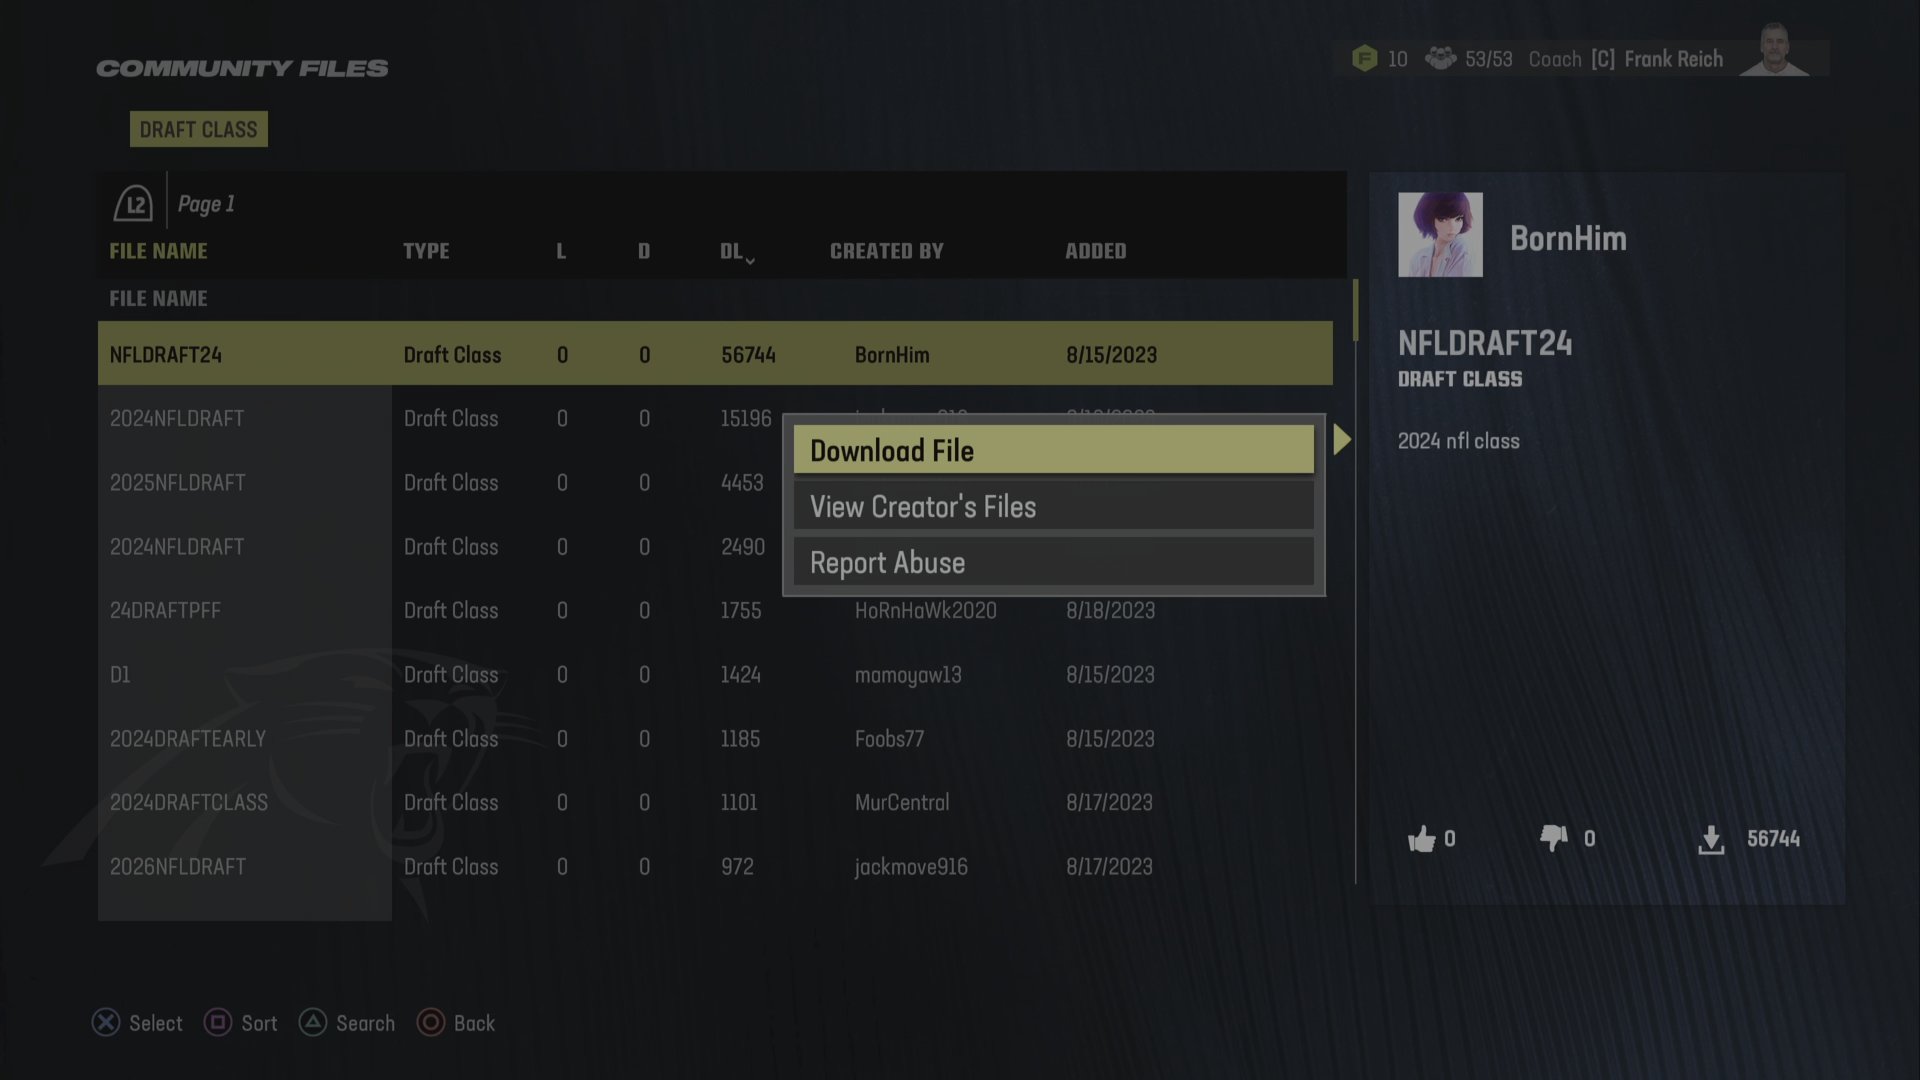 COMMUNITY FILES
10 53/53 Coach [C] Frank Reich
DRAFT CLASS
L2 Page 1
FILE NAME TYPE L D DL CREATED BY ADDED
FILE NAME
NFLDRAFT24 Draft Class 0 0 56744 BornHim 8/15/2023
2024NFLDRAFT Draft Class 0 0 15196
2025NFLDRAFT Draft Class 0 0 4453
2024NFLDRAFT Draft Class 0 0 2490
24DRAFTPFF Draft Class 0 0 1755 HoRnHaWk2020 8/18/2023
D1 Draft Class 0 0 1424 mamoyaw13 8/15/2023
2024DRAFTEARLY Draft Class 0 0 1185 Foobs77 8/15/2023
2024DRAFTCLASS Draft Class 0 0 1101 MurCentral 8/17/2023
2026NFLDRAFT Draft Class 0 0 972 jackmove916 8/17/2023
Download File
View Creator's Files
Report Abuse
BornHim
NFLDRAFT24
DRAFT CLASS
2024 nfl class
0 0 56744
Select Sort Search Back